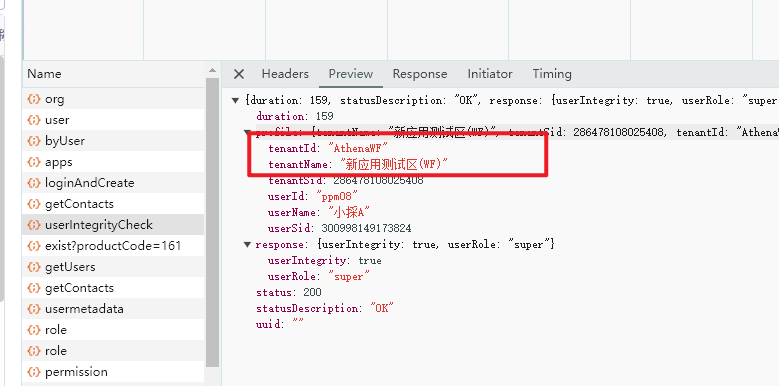 Name
org
user
byUser
apps
loginAndCreate
getContacts
userIntegrityCheck
exist?productCode=161
getUsers
getContacts
usermetadata
role
role
permission
Headers Preview Response Initiator Timing
{duration: 159, statusDescription: "OK", response: {userIntegrity: true, userRole: "super
duration: 159
profile: {tenantName: "新应用测试区(WF)", tenantSid: 286478108025408, tenantId: "Athena
tenantId: "AthenaWF"
tenantName: "新应用测试区(WF)"
tenantSid: 286478108025408
userId: "ppm08"
userName: "小採A"
userSid: 300998149173824
response: {userIntegrity: true, userRole: "super"}
userIntegrity: true
userRole: "super"
status: 200
statusDescription: "OK"
uuid: ""